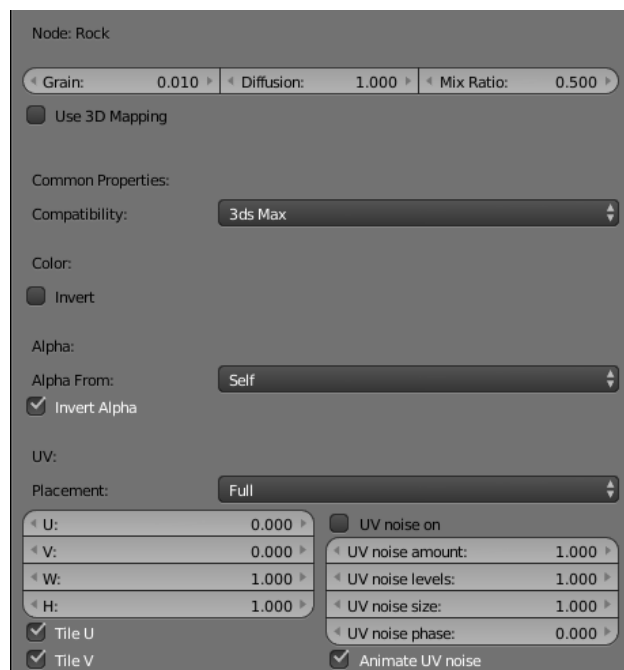 Node: Rock
Grain: 0.010 Diffusion: 1.000 Mix Ratio: 0.500
Use 3D Mapping
Common Properties:
Compatibility: 3ds Max
Color:
Invert
Alpha:
Alpha From: Self
Invert Alpha
UV:
Placement: Full
U: 0.000 UV noise on
V: 0.000 UV noise amount: 1.000
W: 1.000 UV noise levels: 1.000
H: 1.000 UV noise size: 1.000
Tile U UV noise phase: 0.000
Tile V Animate UV noise